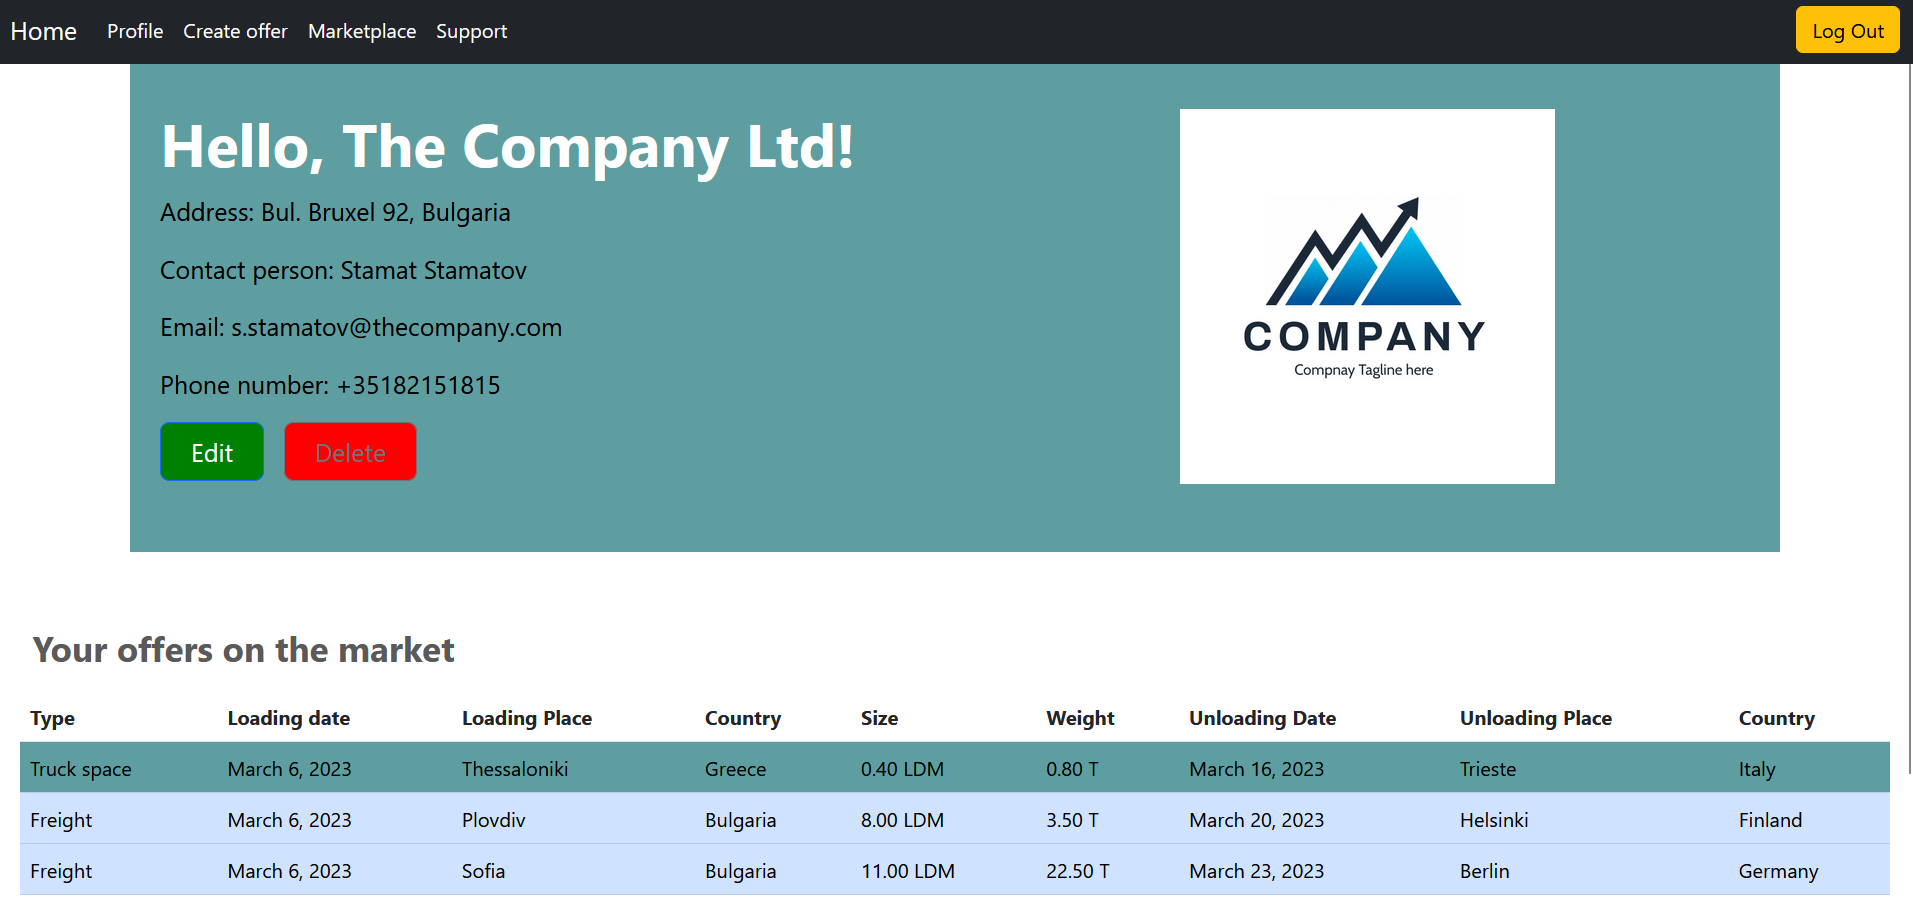 Home Profile Create offer Marketplace Support Log Out
Hello, The Company Ltd!
Address: Bul. Bruxel 92, Bulgaria
Contact person: Stamat Stamatov
Email: s.stamatov@thecompany.com
Phone number: +35182151815
Edit Delete
COMPANY
Compnay Tagline here
Your offers on the market
Type Loading date Loading Place Country Size Weight Unloading Date Unloading Place Country
Truck space March 6, 2023 Thessaloniki Greece 0.40 LDM 0.80 T March 16, 2023 Trieste Italy
Freight March 6, 2023 Plovdiv Bulgaria 8.00 LDM 3.50 T March 20, 2023 Helsinki Finland
Freight March 6, 2023 Sofia Bulgaria 11.00 LDM 22.50 T March 23, 2023 Berlin Germany